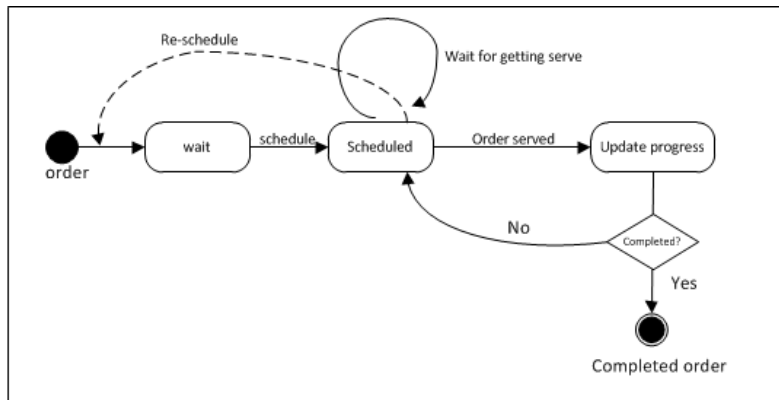 Re-schedule
Wait for getting serve
wait
schedule
Scheduled
Order served
Update progress
order
No
Completed?
Yes
Completed order